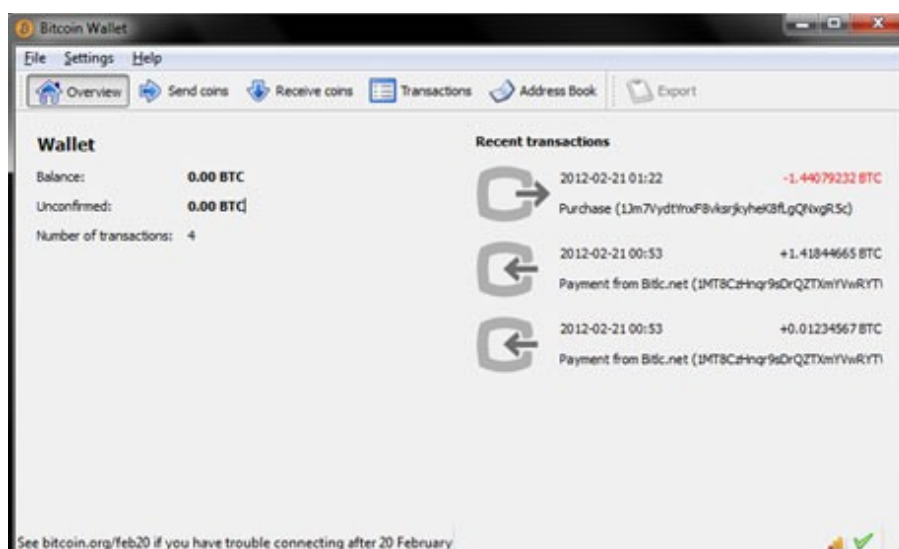 Bitcoin Wallet
File Settings Help
Overview Send coins Receive coins Transactions Address Book Export
Wallet
Balance: 0.00 BTC
Unconfirmed: 0.00 BTC
Number of transactions: 4
Recent transactions
2012-02-21 01:22 -1.44079232 BTC
Purchase
2012-02-21 00:53 +1.41844665 BTC
Payment from Bitlc.net
2012-02-21 00:53 +0.01234567 BTC
Payment from Bitlc.net
See bitcoin.org/feb20 if you have trouble connecting after 20 February